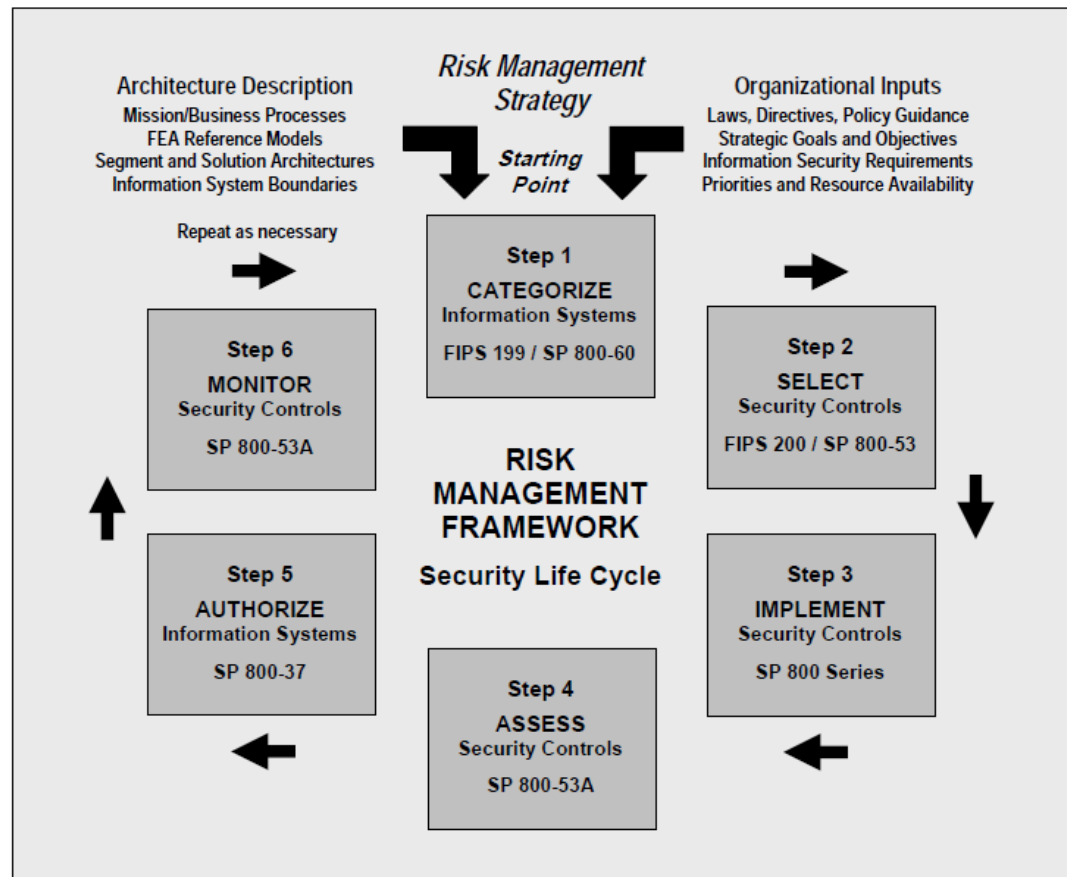 Risk Management
Strategy
Architecture Description
Mission/Business Processes
FEA Reference Models
Segment and Solution Architectures
Information System Boundaries
Organizational Inputs
Laws, Directives, Policy Guidance
Strategic Goals and Objectives
Information Security Requirements
Priorities and Resource Availability
Starting
Point
Repeat as necessary
Step 1
CATEGORIZE
Information Systems
FIPS 199 / SP 800-60
Step 2
SELECT
Security Controls
FIPS 200 / SP 800-53
Step 3
IMPLEMENT
Security Controls
SP 800 Series
Step 4
ASSESS
Security Controls
SP 800-53A
Step 5
AUTHORIZE
Information Systems
SP 800-37
Step 6
MONITOR
Security Controls
SP 800-53A
RISK
MANAGEMENT
FRAMEWORK
Security Life Cycle